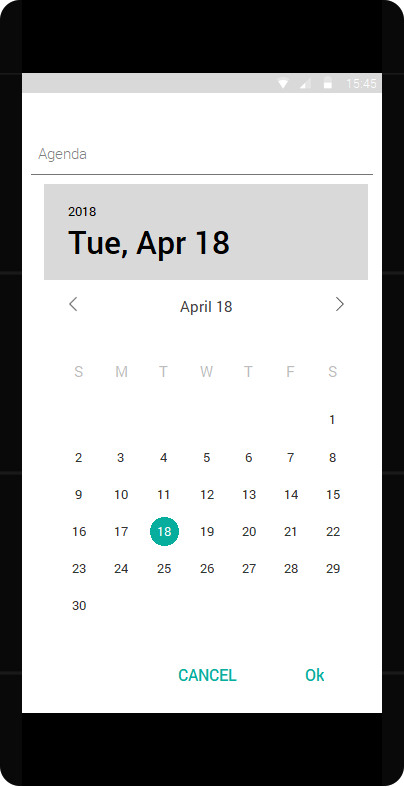 15:45
Agenda
2018
Tue, Apr 18
April 18
S M T W T F S
1
2 3 4 5 6 7 8
9 10 11 12 13 14 15
16 17 18 19 20 21 22
23 24 25 26 27 28 29
30
CANCEL Ok